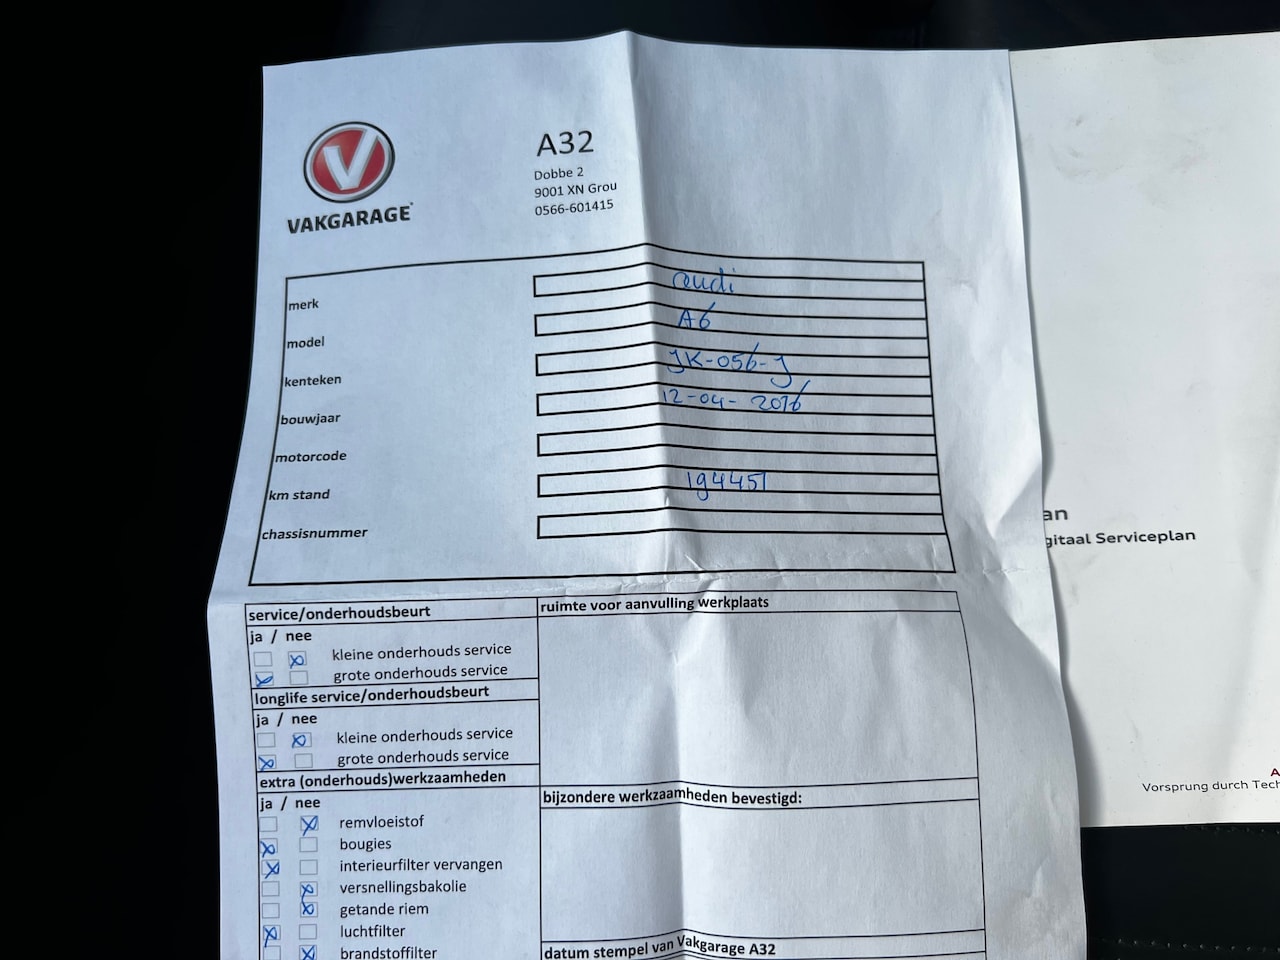 V
VAKGARAGE
A32
Dobbe 2
9001 XN Grou
0566-601415
merk audi
model A6
kenteken JK-056-J
bouwjaar 12-04-2016
motorcode
km stand 194451
chassisnummer
service/onderhoudsbeurt
ja / nee
kleine onderhouds service
grote onderhouds service
longlife service/onderhoudsbeurt
ja / nee
kleine onderhouds service
grote onderhouds service
extra (onderhouds)werkzaamheden
ja / nee
remvloeistof
bougies
interieurfilter vervangen
versnellingsbakolie
getande riem
luchtfilter
brandstoffilter
ruimte voor aanvulling werkplaats
bijzondere werkzaamheden bevestigd:
datum stempel van Vakgarage A32
an
gitaal Serviceplan
A
Vorsprung durch Tech